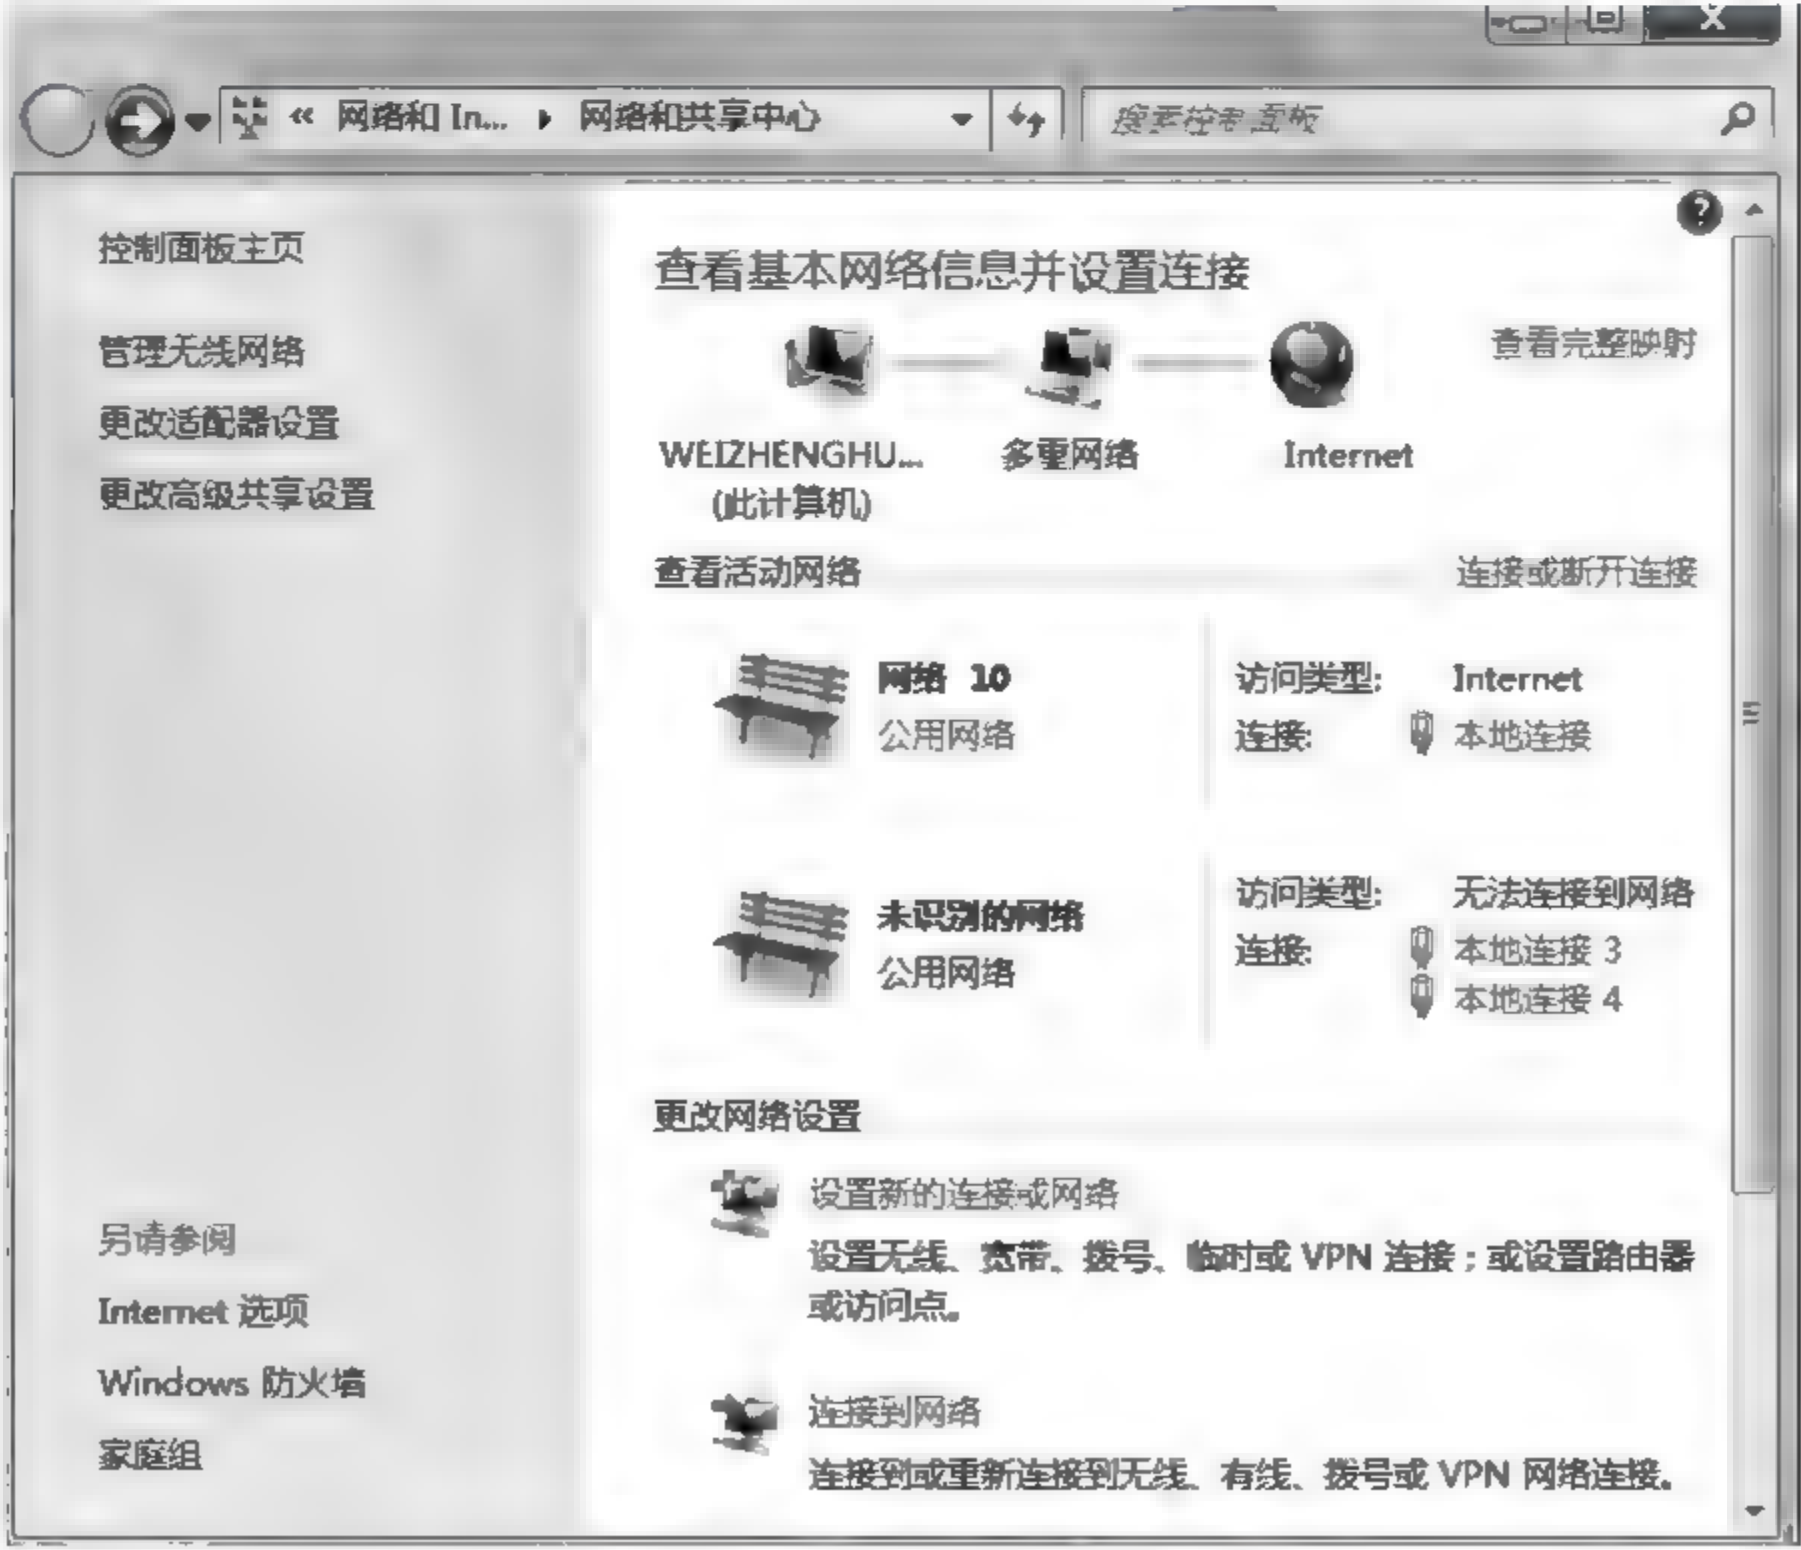 « 网络和 In... ▶ 网络和共享中心
搜索控制面板
控制面板主页
管理无线网络
更改适配器设置
更改高级共享设置
另请参阅
Internet 选项
Windows 防火墙
家庭组
查看基本网络信息并设置连接
查看完整映射
WEIZHENGHU... 多重网络 Internet
(此计算机)
查看活动网络 连接或断开连接
网络 10
公用网络
访问类型: Internet
连接: 本地连接
未识别的网络
公用网络
访问类型: 无法连接到网络
连接: 本地连接 3
本地连接 4
更改网络设置
设置新的连接或网络
设置无线、宽带、拨号、临时或 VPN 连接；或设置路由器
或访问点。
连接到网络
连接到或重新连接到无线、有线、拨号或 VPN 网络连接。